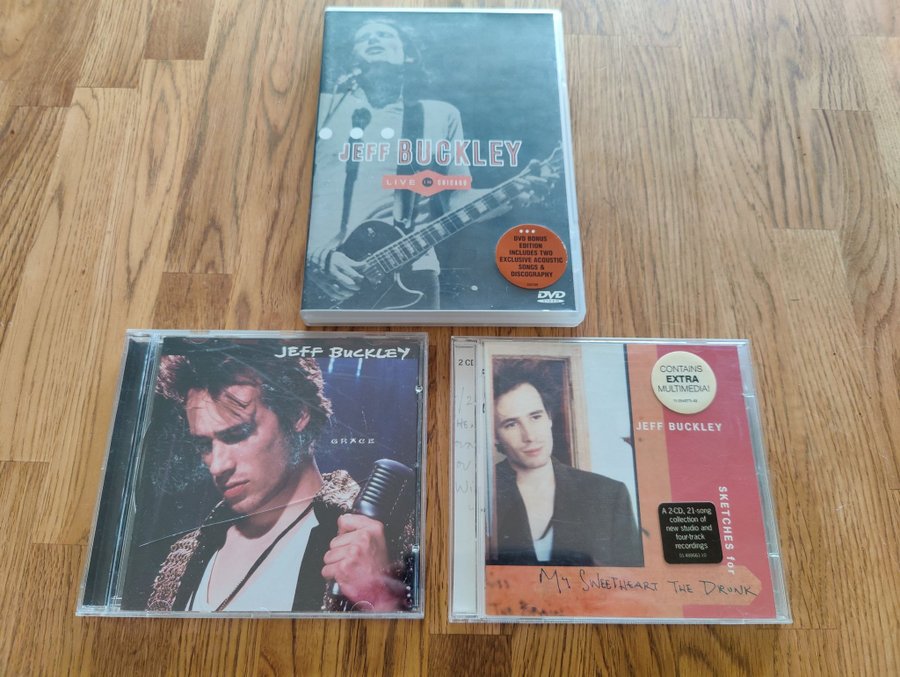 JEFF BUCKLEY
LIVE IN CHICAGO
DVD BONUS
EDITION
INCLUDES TWO
EXCLUSIVE ACOUSTIC
SONGS &
DISCOGRAPHY
DVD
VIDEO
JEFF BUCKLEY
GRACE
2 CD
CONTAINS
EXTRA
MULTIMEDIA!
JEFF BUCKLEY
SKETCHES for
A 2-CD, 21-song
collection of
new studio and
four-track
recordings
MY SWEETHEART THE DRUNK